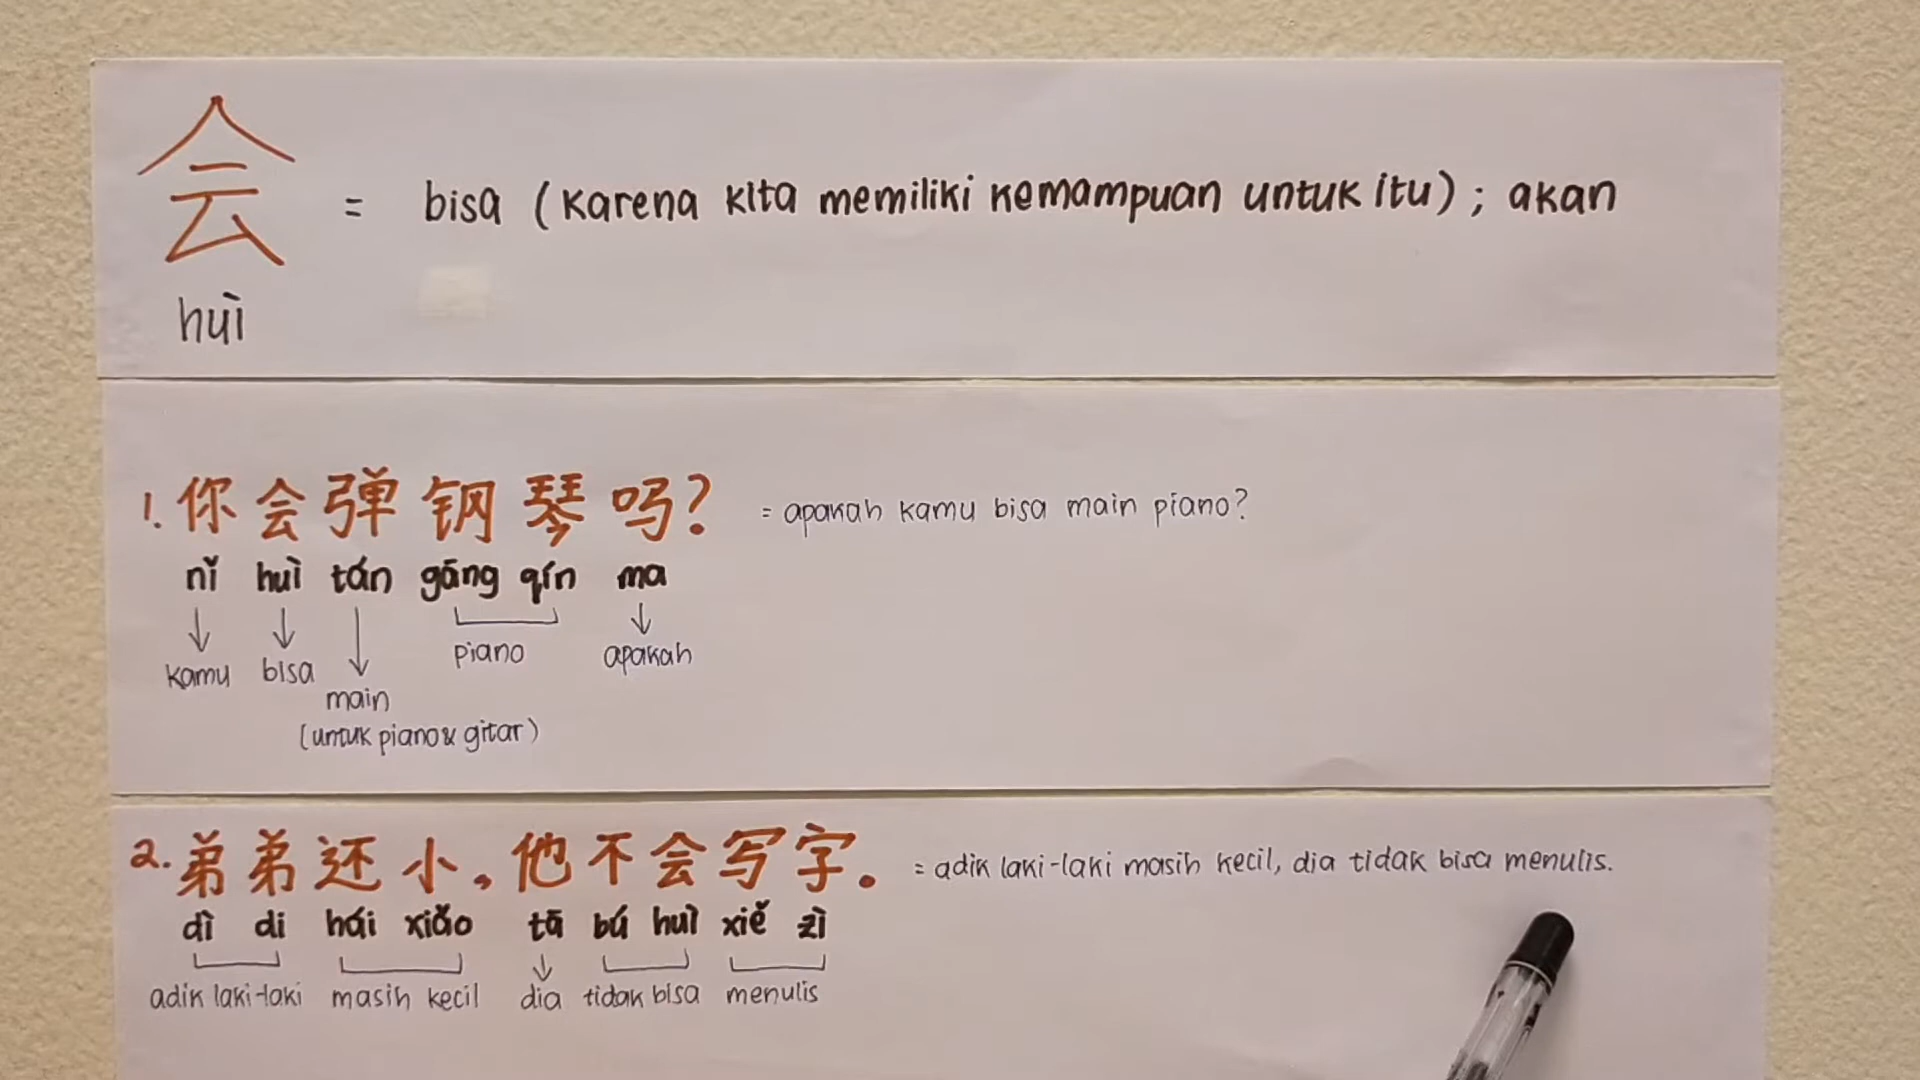 会 = bisa (karena kita memiliki kemampuan untuk itu) ; akan
huì
1. 你会弹钢琴吗? = apakah kamu bisa main piano?
nǐ huì tán gāng qín ma
kamu bisa main piano apakah
(untuk piano & gitar)
2. 弟弟还小,他不会写字。 = adik laki-laki masih kecil, dia tidak bisa menulis.
dì di hái xiǎo tā bú huì xiě zì
adik laki-laki masih kecil dia tidak bisa menulis